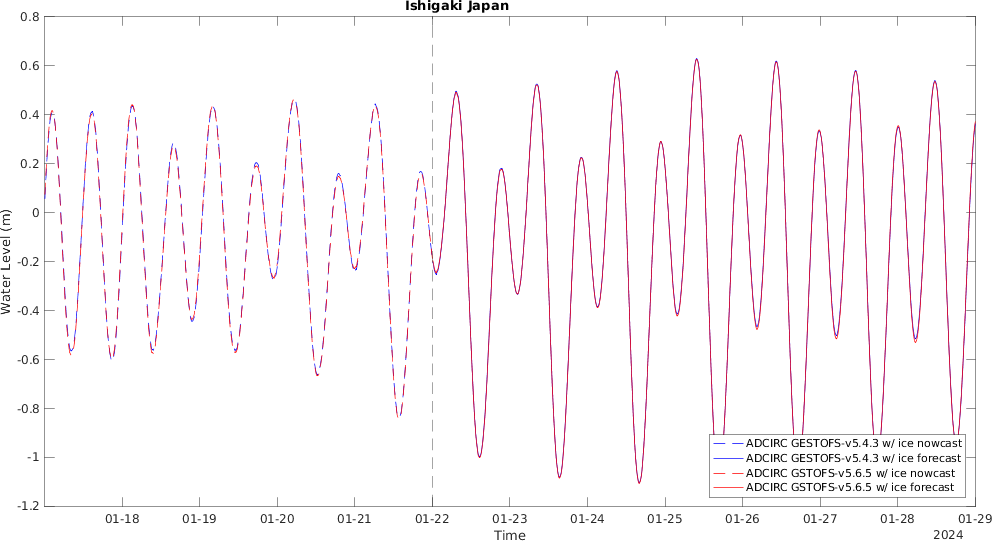 Ishigaki Japan
0.8
0.6
0.4
0.2
0
-0.2
-0.4
-0.6
-0.8
-1
-1.2
Water Level (m)
ADCIRC GESTOFS-v5.4.3 w/ ice nowcast
ADCIRC GESTOFS-v5.4.3 w/ ice forecast
ADCIRC GSTOFS-v5.6.5 w/ ice nowcast
ADCIRC GSTOFS-v5.6.5 w/ ice forecast
01-18 01-19 01-20 01-21 01-22 01-23 01-24 01-25 01-26 01-27 01-28 01-29
Time
2024